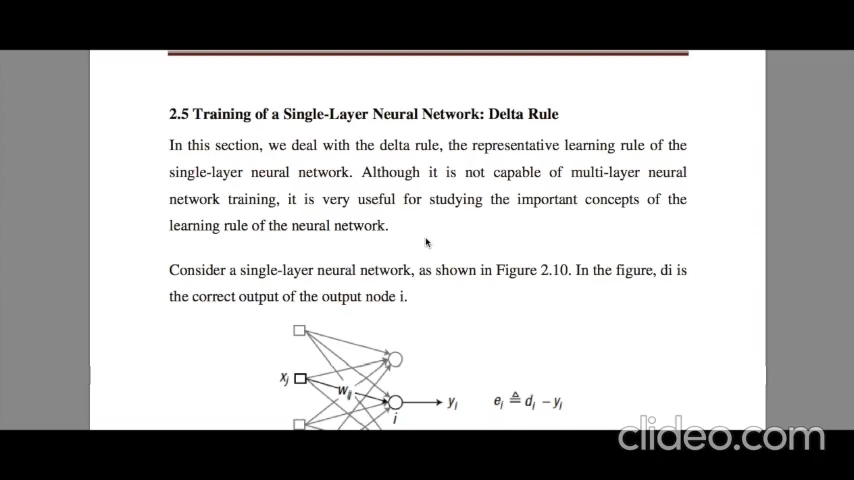 2.5 Training of a Single-Layer Neural Network: Delta Rule
In this section, we deal with the delta rule, the representative learning rule of the
single-layer neural network. Although it is not capable of multi-layer neural
network training, it is very useful for studying the important concepts of the
learning rule of the neural network.
Consider a single-layer neural network, as shown in Figure 2.10. In the figure, di is
the correct output of the output node i.
xj
wij
yi
ei ≜ di − yi
i
clideo.com